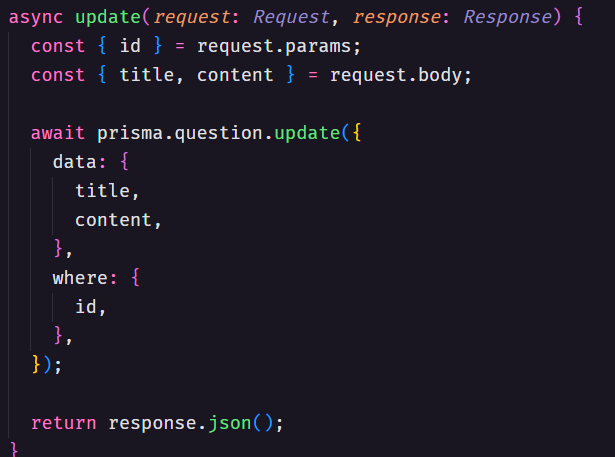 async update(request: Request, response: Response) {
const { id } = request.params;
const { title, content } = request.body;
await prisma.question.update({
data: {
title,
content,
},
where: {
id,
},
});
return response.json();
}